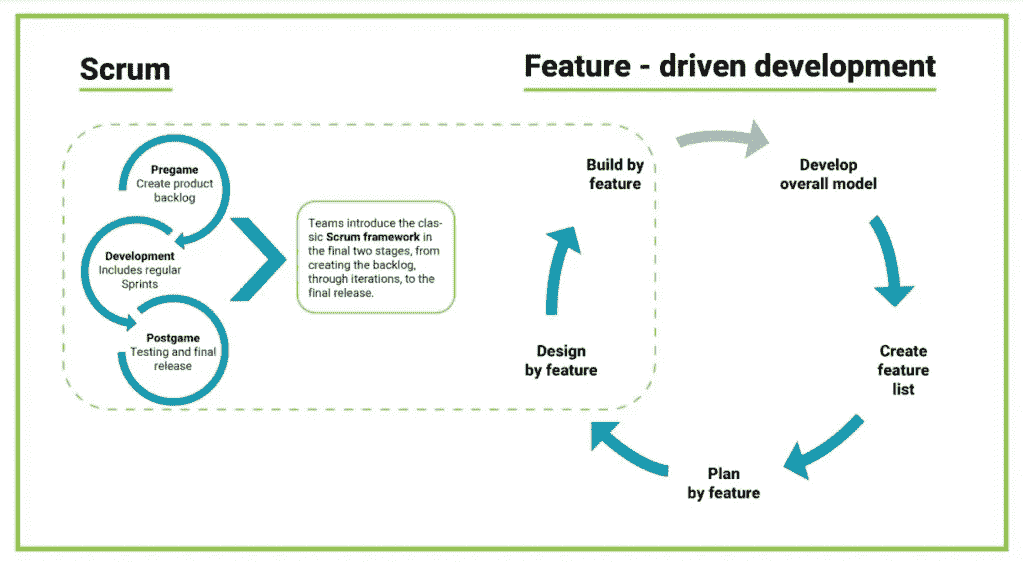 Scrum
Feature - driven development
Pregame
Create product
backlog
Development
Includes regular
Sprints
Postgame
Testing and final
release
Teams introduce the clas-
sic Scrum framework in
the final two stages, from
creating the backlog,
through iterations, to the
final release.
Build by
feature
Develop
overall model
Create
feature
list
Plan
by feature
Design
by feature